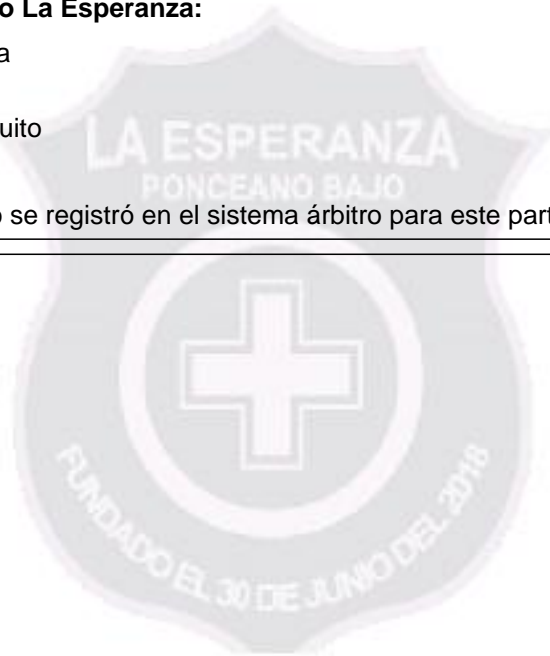 o La Esperanza:
a
uito
LA ESPERANZA
PONCEANO BAJO
o se registró en el sistema árbitro para este part
FUNDADO EL 30 DE JUNIO DEL 2018